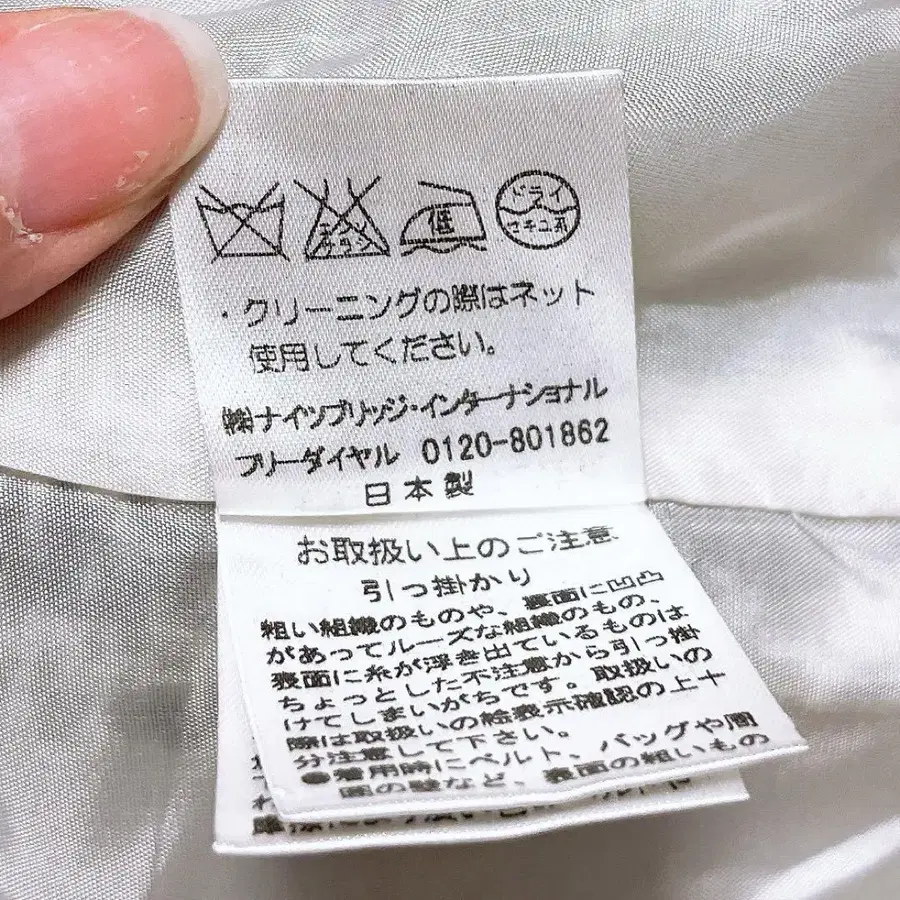 エンソ
サラシ
低
ドライ
セキユ系
・クリーニングの際はネット
使用してください。
㈱ナイツブリッジ・インターナショナル
フリーダイヤル 0120-801862
日本製
お取扱い上のご注意
引っ掛かり
粗い組織のものや、表面に凹凸
があってルーズな組織のもの、
表面に糸が浮き出ているものは
ちょっとした不注意から引っ掛
けてしまいがちです。取扱いの
際は取扱いの絵表示確認の上十
分注意して下さい。
●着用時にベルト、バッグや周
囲の壁など、表面の粗いもの